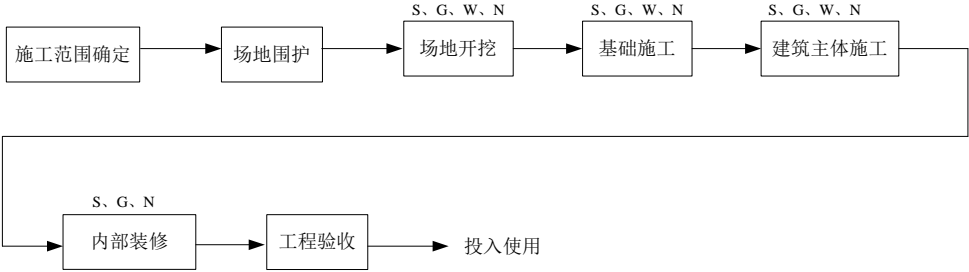 S、G、W、N
S、G、W、N
S、G、W、N
施工范围确定
场地围护
场地开挖
基础施工
建筑主体施工
S、G、N
内部装修
工程验收
投入使用